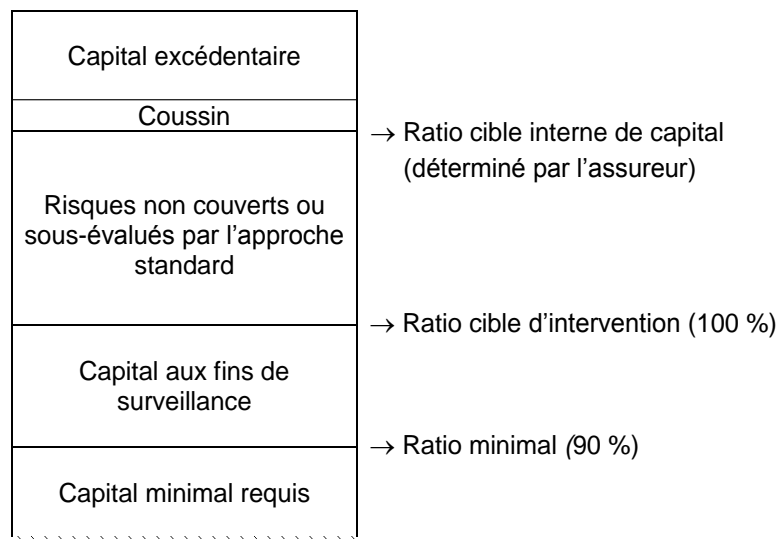 Capital excédentaire
Coussin
→ Ratio cible interne de capital
(déterminé par l'assureur)
Risques non couverts ou
sous-évalués par l'approche
standard
→ Ratio cible d'intervention (100 %)
Capital aux fins de
surveillance
→ Ratio minimal (90 %)
Capital minimal requis